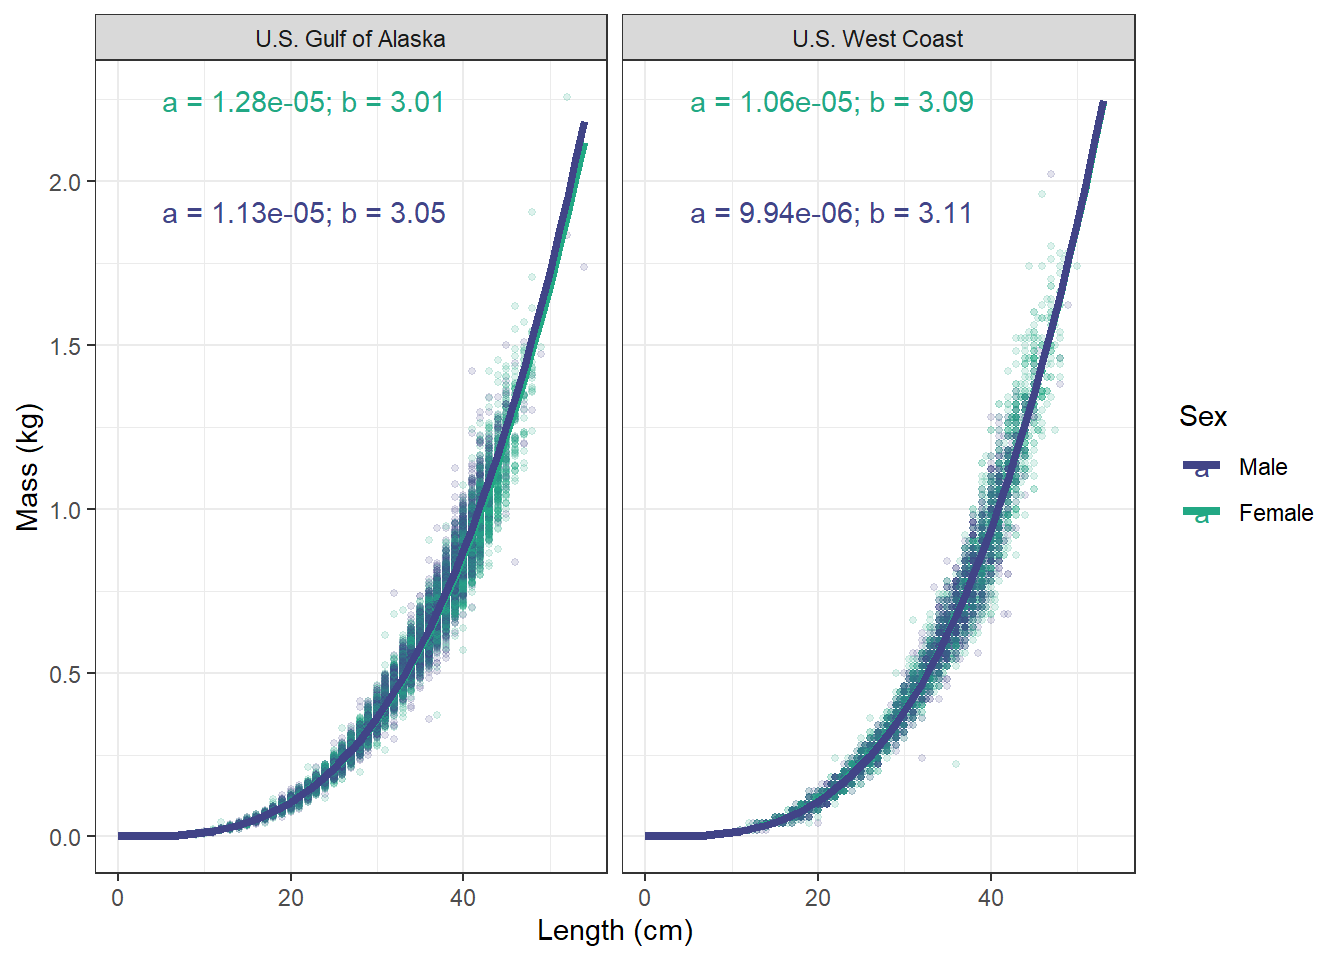 U.S. Gulf of Alaska
U.S. West Coast
a = 1.28e-05; b = 3.01
a = 1.06e-05; b = 3.09
a = 1.13e-05; b = 3.05
a = 9.94e-06; b = 3.11
2.0
1.5
1.0
0.5
0.0
Mass (kg)
0
20
40
0
20
40
Length (cm)
Sex
a
Male
a
Female